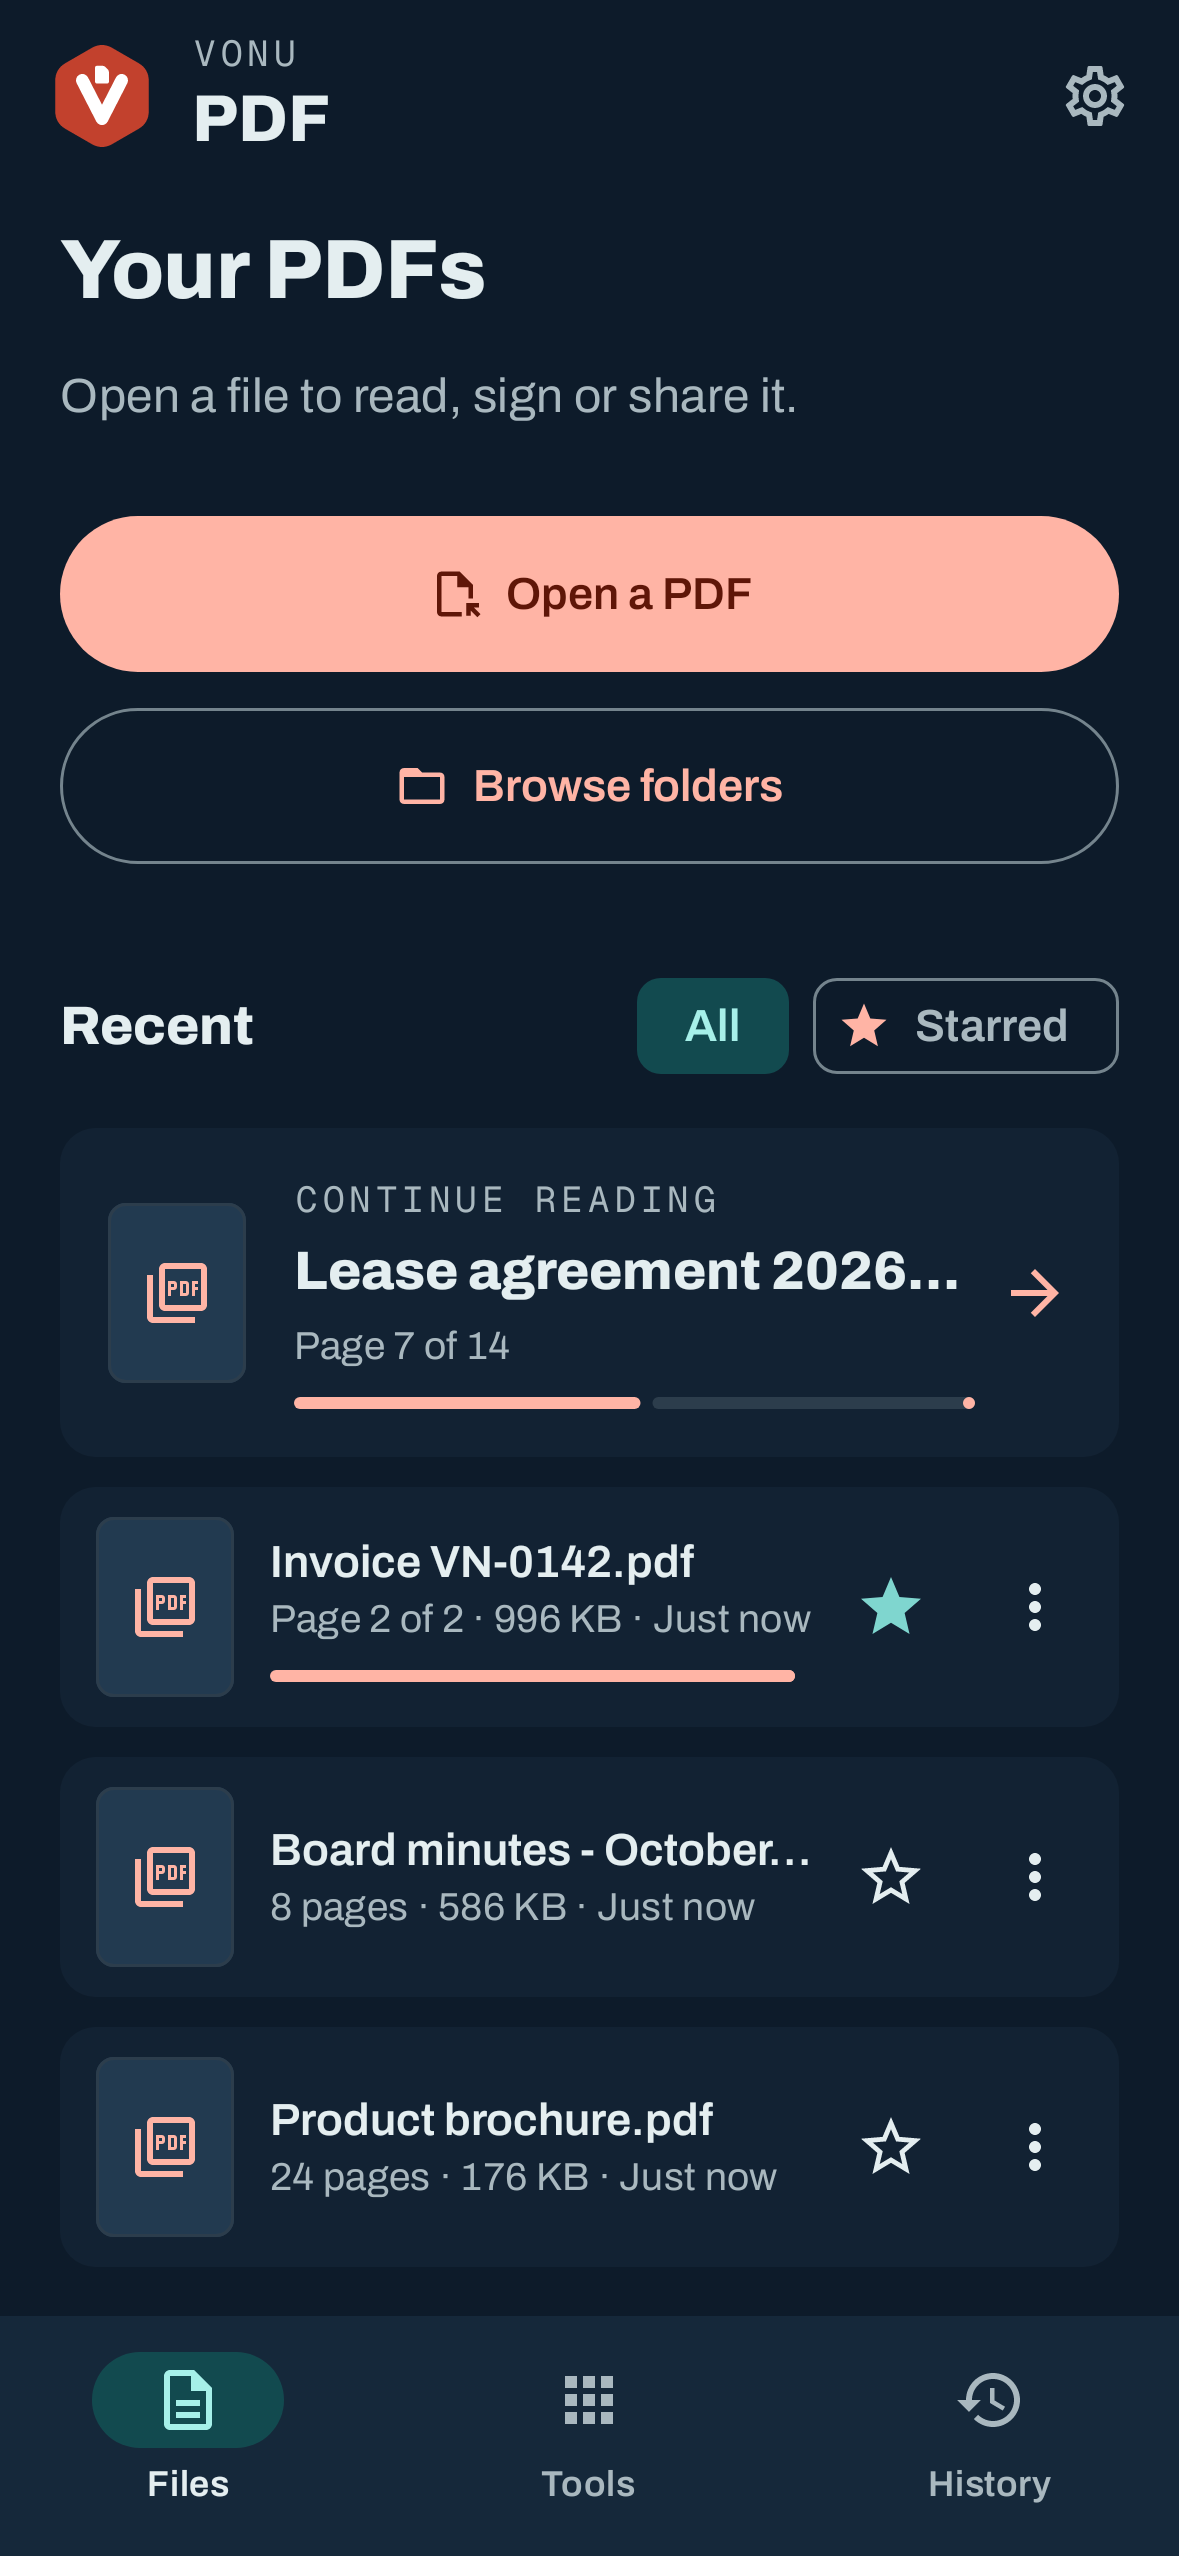 VONU
PDF
Your PDFs
Open a file to read, sign or share it.
Open a PDF
Browse folders
Recent
All
Starred
CONTINUE READING
PDF
Lease agreement 2026...
Page 7 of 14
PDF
Invoice VN-0142.pdf
Page 2 of 2 · 996 KB · Just now
PDF
Board minutes - October...
8 pages · 586 KB · Just now
PDF
Product brochure.pdf
24 pages · 176 KB · Just now
Files
Tools
History